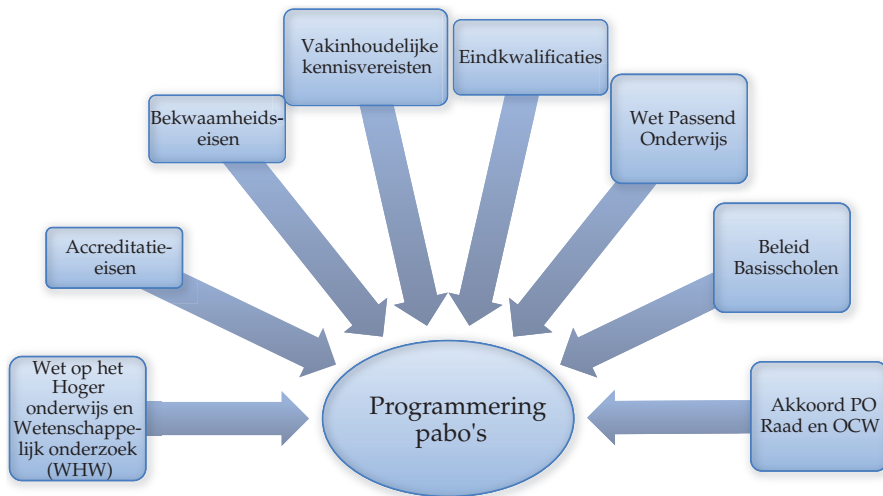 Vakinhoudelijke
kennisvereisten
Eindkwalificaties
Bekwaamheids-
eisen
Wet Passend
Onderwijs
Accreditatie-
eisen
Beleid
Basisscholen
Wet op het
Hoger
onderwijs en
Wetenschappe-
lijk onderzoek
(WHW)
Programmering
pabo's
Akkoord PO
Raad en OCW